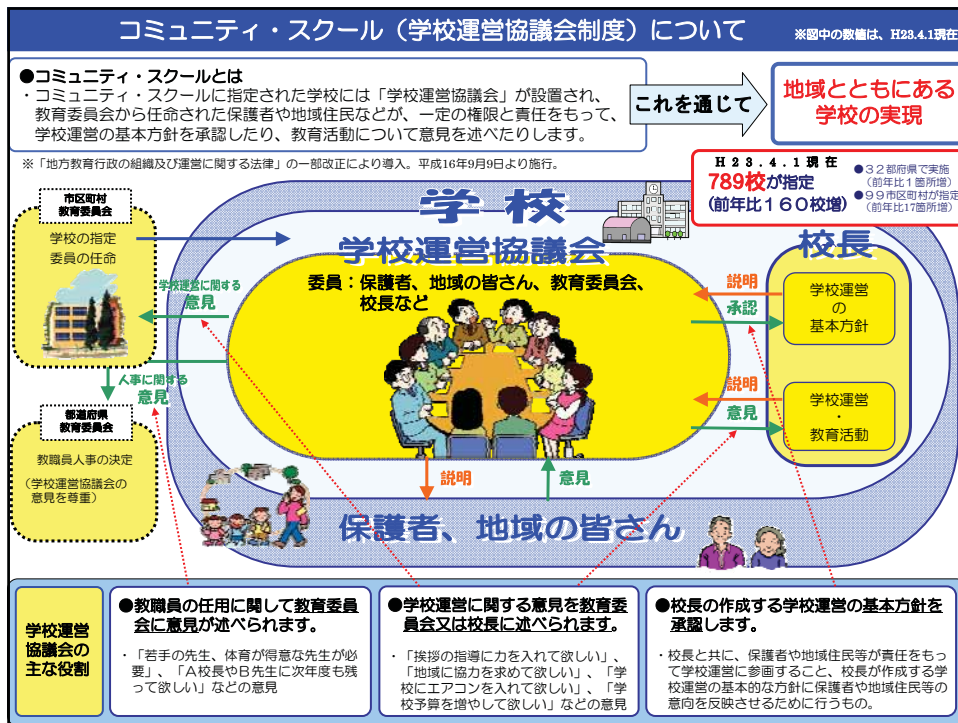 コミュニティ・スクール（学校運営協議会制度）について
※図中の数値は、H23.4.1現在
●コミュニティ・スクールとは
・コミュニティ・スクールに指定された学校には「学校運営協議会」が設置され、
教育委員会から任命された保護者や地域住民などが、一定の権限と責任をもって、
学校運営の基本方針を承認したり、教育活動について意見を述べたりします。
これを通じて
地域とともにある
学校の実現
※「地方教育行政の組織及び運営に関する法律」の一部改正により導入。平成16年9月9日より施行。
H23.4.1現在
789校が指定
(前年比160校増)
●32都府県で実施
（前年比1箇所増）
●99市区町村が指定
（前年比17箇所増）
市区町村
教育委員会
学校の指定
委員の任命
学校
学校運営協議会
委員：保護者、地域の皆さん、教育委員会、
校長など
校長
学校運営に関する
意見
説明
承認
学校運営
の
基本方針
人事に関する
意見
説明
意見
学校運営
・
教育活動
都道府県
教育委員会
教職員人事の決定
（学校運営協議会の
意見を尊重）
説明
意見
保護者、地域の皆さん
学校運営
協議会の
主な役割
●教職員の任用に関して教育委員
会に意見が述べられます。
・「若手の先生、体育が得意な先生が必
要」、「Ａ校長やＢ先生に次年度も残
って欲しい」などの意見
●学校運営に関する意見を教育委
員会又は校長に述べられます。
・「挨拶の指導に力を入れて欲しい」、
「地域に協力を求めて欲しい」、「学
校にエアコンを入れて欲しい」、「学
校予算を増やして欲しい」などの意見
●校長の作成する学校運営の基本方針を
承認します。
・校長と共に、保護者や地域住民等が責任をもっ
て学校運営に参画すること、校長が作成する学
校運営の基本的な方針に保護者や地域住民等の
意向を反映させるために行うもの。